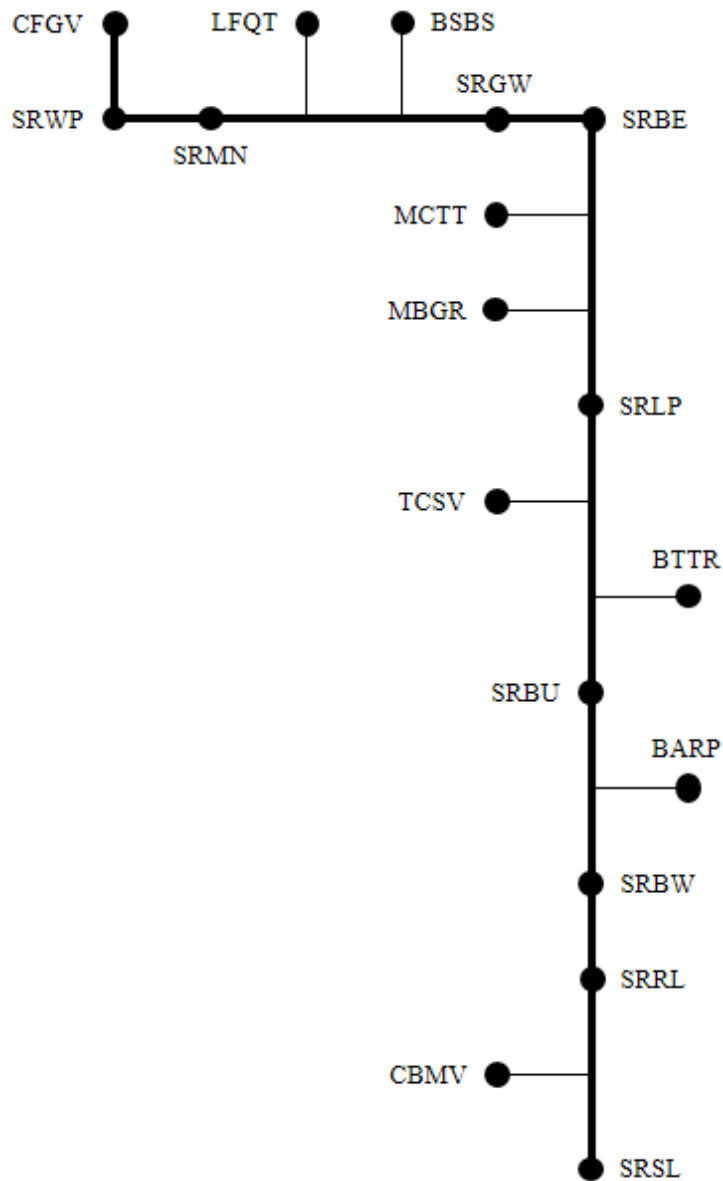 CFGV
LFQT
BSBS
SRGW
SRWP
SRBE
SRMN
MCTT
MBGR
SRLP
TCSV
BTTR
SRBU
BARP
SRBW
SRRL
CBMV
SRSL